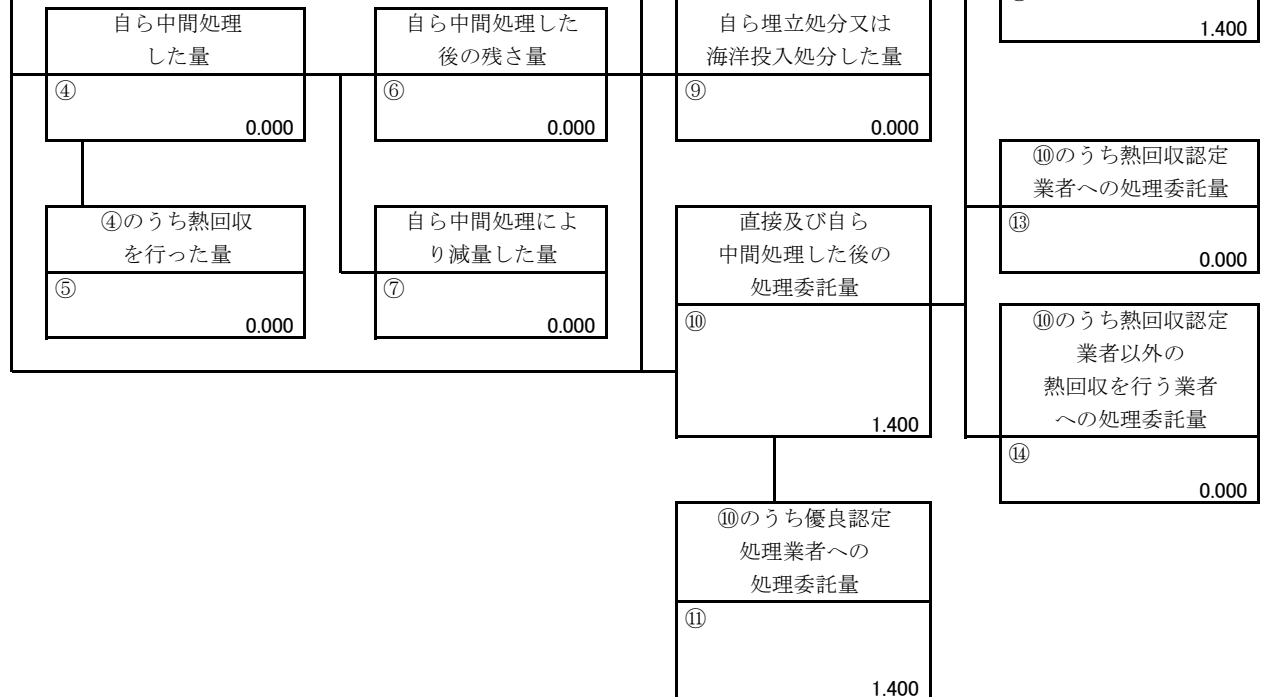 1.400
自ら中間処理
した量
④
0.000
自ら中間処理した
後の残さ量
⑥
0.000
自ら埋立処分又は
海洋投入処分した量
⑨
0.000
④のうち熱回収
を行った量
⑤
0.000
自ら中間処理によ
り減量した量
⑦
0.000
直接及び自ら
中間処理した後の
処理委託量
⑩
1.400
⑩のうち熱回収認定
業者への処理委託量
⑬
0.000
⑩のうち熱回収認定
業者以外の
熱回収を行う業者
への処理委託量
⑭
0.000
⑩のうち優良認定
処理業者への
処理委託量
⑪
1.400